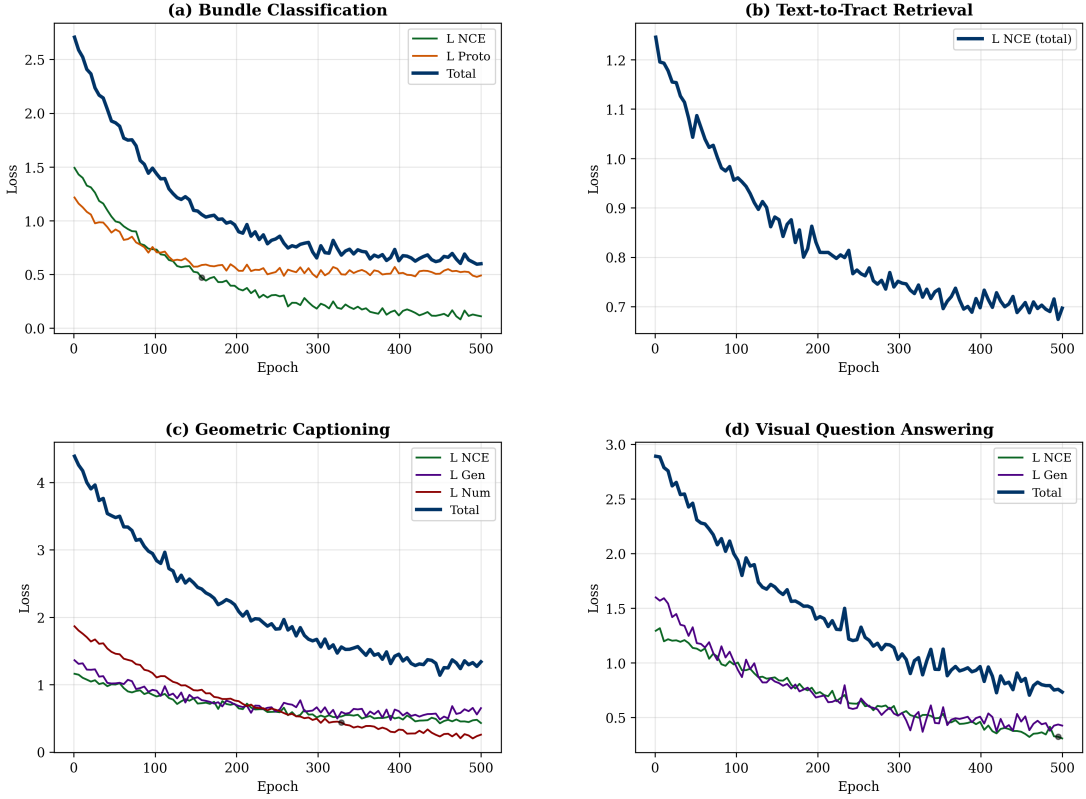 (a) Bundle Classification
Loss
2.5
2.0
1.5
1.0
0.5
0.0
L NCE
L Proto
Total
0 100 200 300 400 500
Epoch
(b) Text-to-Tract Retrieval
Loss
1.2
1.1
1.0
0.9
0.8
0.7
L NCE (total)
0 100 200 300 400 500
Epoch
(c) Geometric Captioning
Loss
4
3
2
1
0
L NCE
L Gen
L Num
Total
0 100 200 300 400 500
Epoch
(d) Visual Question Answering
Loss
3.0
2.5
2.0
1.5
1.0
0.5
L NCE
L Gen
Total
0 100 200 300 400 500
Epoch